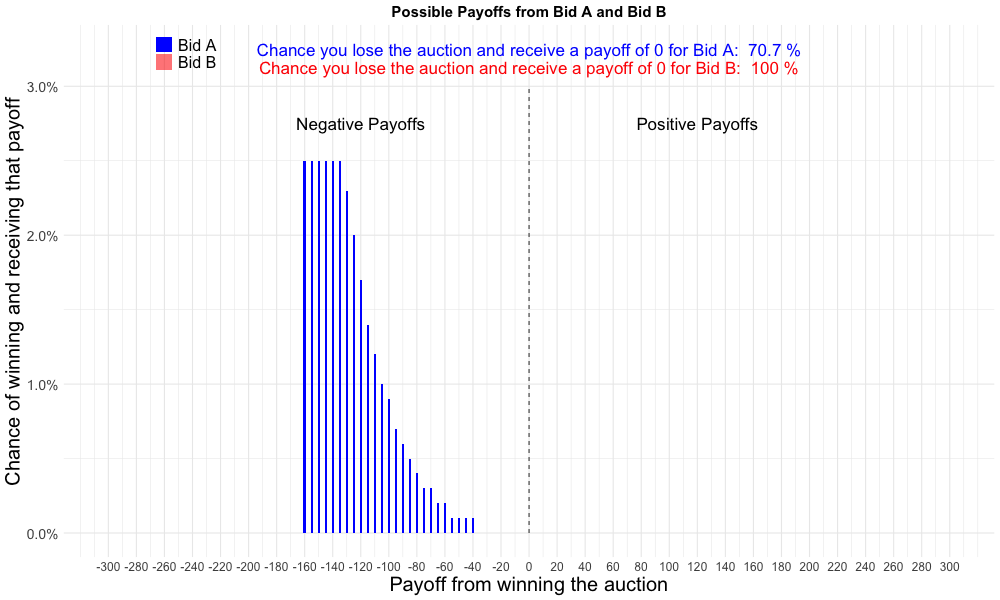 Possible Payoffs from Bid A and Bid B
Bid A
Bid B
Chance you lose the auction and receive a payoff of 0 for Bid A: 70.7 %
Chance you lose the auction and receive a payoff of 0 for Bid B: 100 %
Negative Payoffs
Positive Payoffs
Chance of winning and receiving that payoff
3.0%
2.0%
1.0%
0.0%
-300 -280 -260 -240 -220 -200 -180 -160 -140 -120 -100 -80 -60 -40 -20 0 20 40 60 80 100 120 140 160 180 200 220 240 260 280 300
Payoff from winning the auction